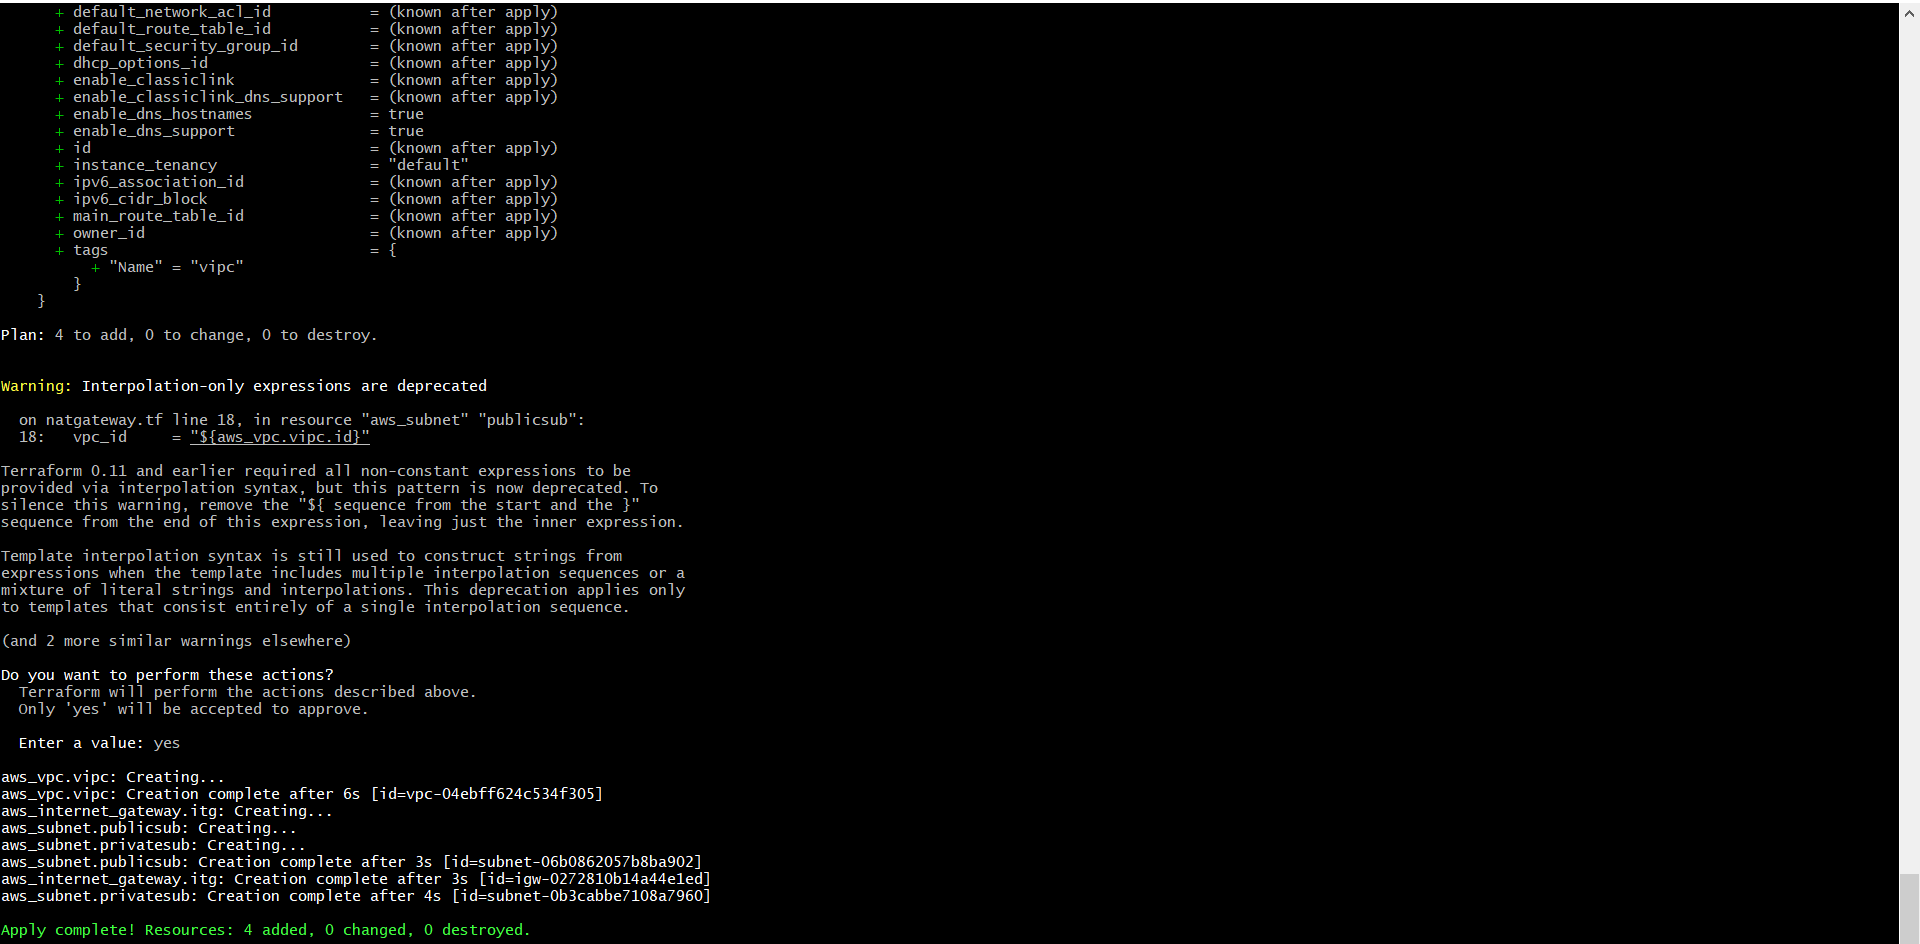 + default_network_acl_id = (known after apply)
+ default_route_table_id = (known after apply)
+ default_security_group_id = (known after apply)
+ dhcp_options_id = (known after apply)
+ enable_classiclink = (known after apply)
+ enable_classiclink_dns_support = (known after apply)
+ enable_dns_hostnames = true
+ enable_dns_support = true
+ id = (known after apply)
+ instance_tenancy = "default"
+ ipv6_association_id = (known after apply)
+ ipv6_cidr_block = (known after apply)
+ main_route_table_id = (known after apply)
+ owner_id = (known after apply)
+ tags = {
+ "Name" = "vipc"
}
}
Plan: 4 to add, 0 to change, 0 to destroy.
Warning: Interpolation-only expressions are deprecated
on natgateway.tf line 18, in resource "aws_subnet" "publicsub":
18: vpc_id = "${aws_vpc.vipc.id}"
Terraform 0.11 and earlier required all non-constant expressions to be
provided via interpolation syntax, but this pattern is now deprecated. To
silence this warning, remove the "${ sequence from the start and the }"
sequence from the end of this expression, leaving just the inner expression.
Template interpolation syntax is still used to construct strings from
expressions when the template includes multiple interpolation sequences or a
mixture of literal strings and interpolations. This deprecation applies only
to templates that consist entirely of a single interpolation sequence.
(and 2 more similar warnings elsewhere)
Do you want to perform these actions?
Terraform will perform the actions described above.
Only 'yes' will be accepted to approve.
Enter a value: yes
aws_vpc.vipc: Creating...
aws_vpc.vipc: Creation complete after 6s [id=vpc-04ebff624c534f305]
aws_internet_gateway.itg: Creating...
aws_subnet.publicsub: Creating...
aws_subnet.privatesub: Creating...
aws_subnet.publicsub: Creation complete after 3s [id=subnet-06b0862057b8ba902]
aws_internet_gateway.itg: Creation complete after 3s [id=igw-0272810b14a44e1ed]
aws_subnet.privatesub: Creation complete after 4s [id=subnet-0b3cabbe7108a7960]
Apply complete! Resources: 4 added, 0 changed, 0 destroyed.